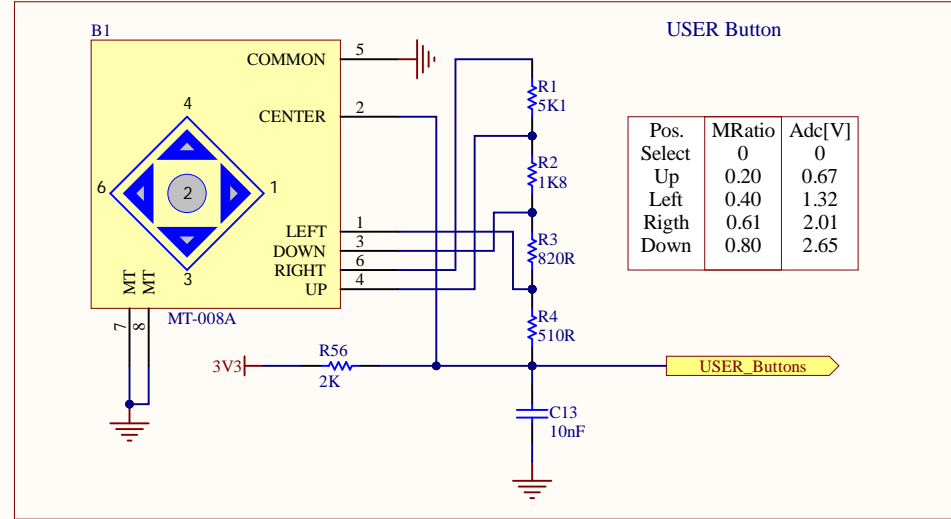 USER Button
B1
COMMON 5
CENTER 2
4
6 2 1
3
LEFT 1
DOWN 3
RIGHT 6
UP 4
MT
MT
7
8
MT-008A
R1
5K1
R2
1K8
R3
820R
R4
510R
3V3
R56
2K
USER_Buttons
C13
10nF
Pos. MRatio Adc[V]
Select 0 0
Up 0.20 0.67
Left 0.40 1.32
Rigth 0.61 2.01
Down 0.80 2.65